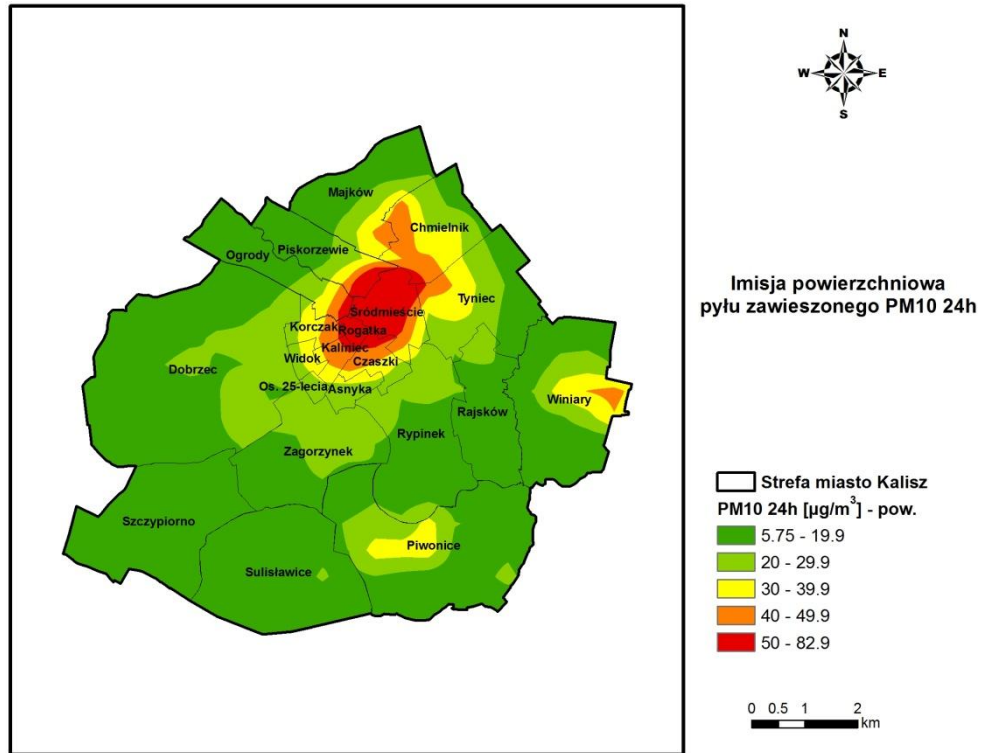 N
W E
S
Imisja powierzchniowa
pyłu zawieszonego PM10 24h
Majków
Chmielnik
Piskorzewie
Ogrody
Tyniec
Śródmieście
Korczak
Rogatka
Kaliniec
Widok
Czaszki
Dobrzec
Os. 25-lecia
Asnyka
Winiary
Rajsków
Rypinek
Zagorzynek
Szczypiorno
Piwonice
Sulisławice
Strefa miasto Kalisz
PM10 24h [µg/m³] - pow.
5.75 - 19.9
20 - 29.9
30 - 39.9
40 - 49.9
50 - 82.9
0 0.5 1 2
km